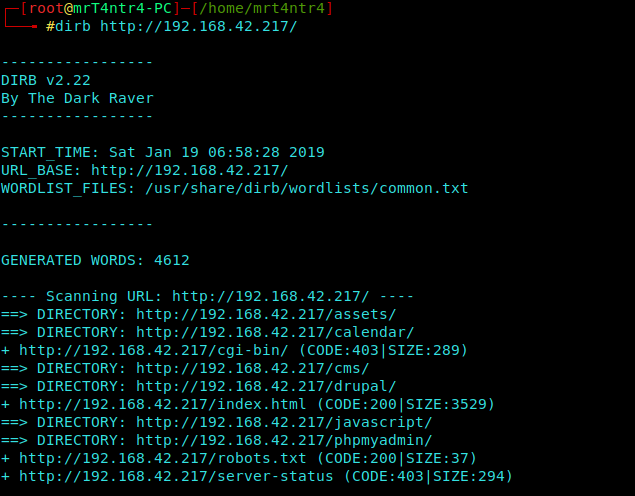 ┌─[root@mrT4ntr4-PC]─[/home/mrt4ntr4]
└──╼ #dirb http://192.168.42.217/
-----------------
DIRB v2.22
By The Dark Raver
-----------------
START_TIME: Sat Jan 19 06:58:28 2019
URL_BASE: http://192.168.42.217/
WORDLIST_FILES: /usr/share/dirb/wordlists/common.txt
-----------------
GENERATED WORDS: 4612
---- Scanning URL: http://192.168.42.217/ ----
==> DIRECTORY: http://192.168.42.217/assets/
==> DIRECTORY: http://192.168.42.217/calendar/
+ http://192.168.42.217/cgi-bin/ (CODE:403|SIZE:289)
==> DIRECTORY: http://192.168.42.217/cms/
==> DIRECTORY: http://192.168.42.217/drupal/
+ http://192.168.42.217/index.html (CODE:200|SIZE:3529)
==> DIRECTORY: http://192.168.42.217/javascript/
==> DIRECTORY: http://192.168.42.217/phpmyadmin/
+ http://192.168.42.217/robots.txt (CODE:200|SIZE:37)
+ http://192.168.42.217/server-status (CODE:403|SIZE:294)